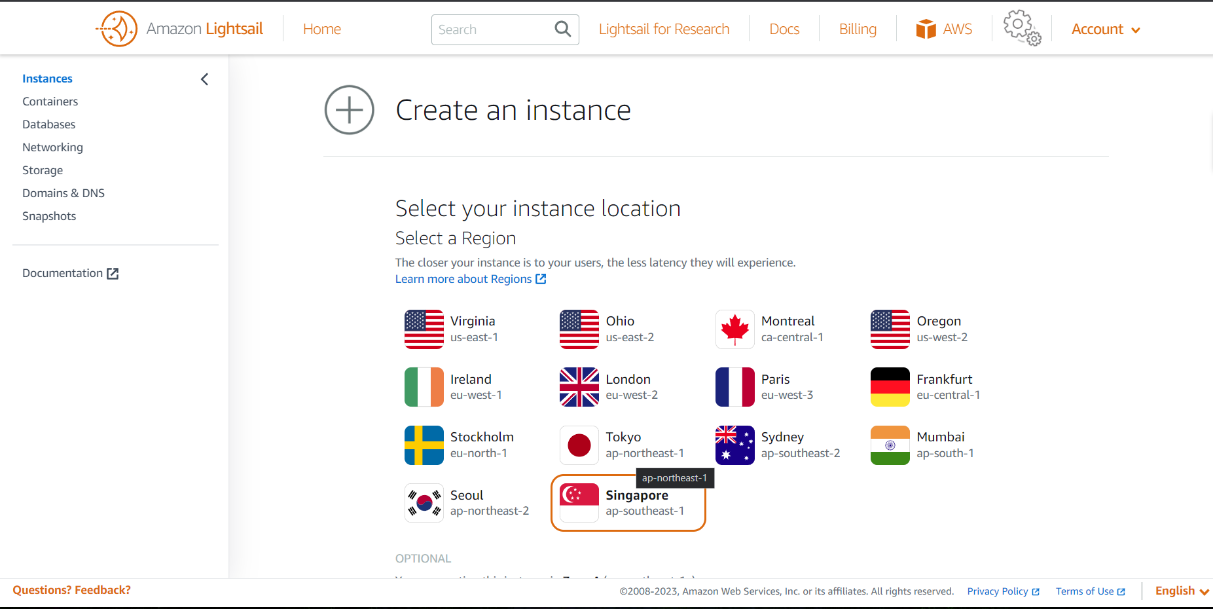 Amazon Lightsail
Home
Search
Lightsail for Research
Docs
Billing
AWS
Account
Instances
Containers
Databases
Networking
Storage
Domains & DNS
Snapshots
Documentation
Create an instance
Select your instance location
Select a Region
The closer your instance is to your users, the less latency they will experience.
Learn more about Regions
Virginia
us-east-1
Ohio
us-east-2
Montreal
ca-central-1
Oregon
us-west-2
Ireland
eu-west-1
London
eu-west-2
Paris
eu-west-3
Frankfurt
eu-central-1
Stockholm
eu-north-1
Tokyo
ap-northeast-1
Sydney
ap-southeast-2
Mumbai
ap-south-1
ap-northeast-1
Seoul
ap-northeast-2
Singapore
ap-southeast-1
OPTIONAL
Questions? Feedback?
©2008-2023, Amazon Web Services, Inc. or its affiliates. All rights reserved.
Privacy Policy
Terms of Use
English